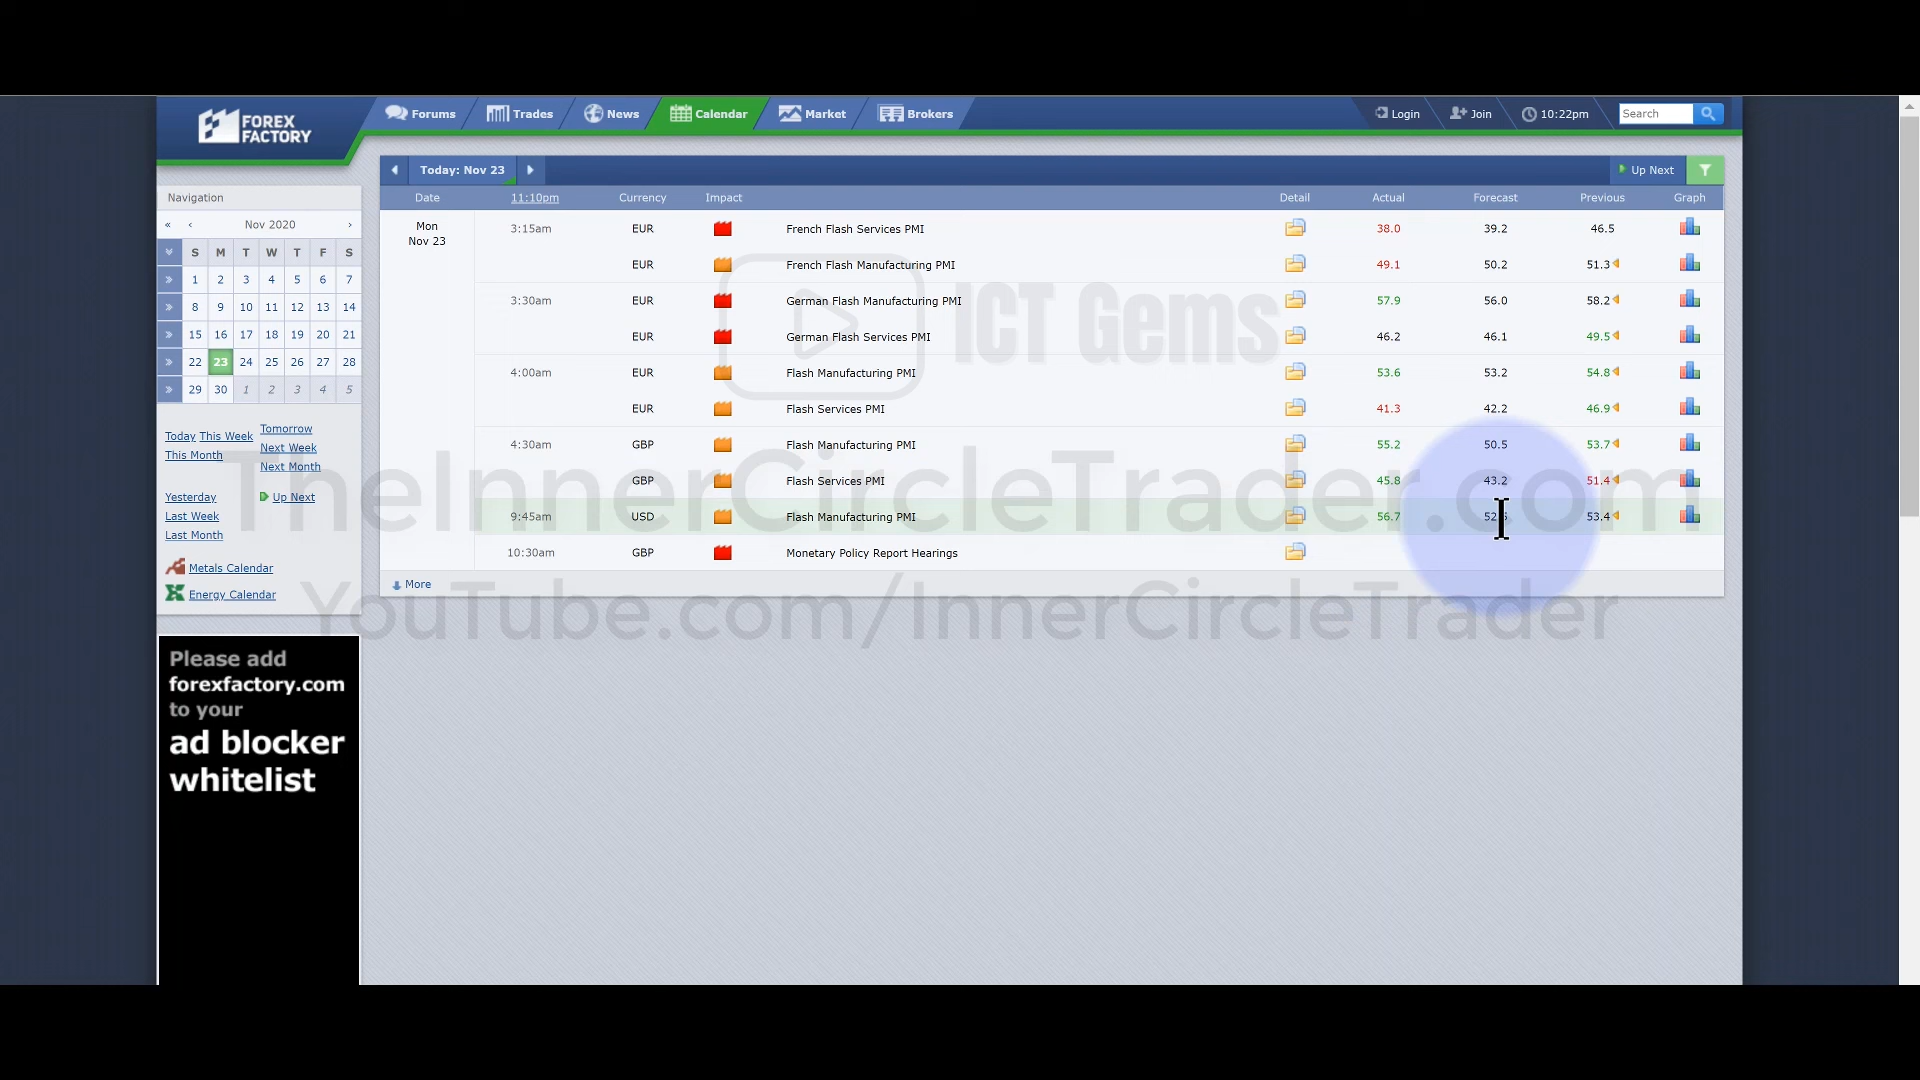 FOREX FACTORY
Forums Trades News Calendar Market Brokers Login Join 10:22pm Search
Today: Nov 23 Up Next
Date 11:10pm Currency Impact Detail Actual Forecast Previous Graph
Mon Nov 23 3:15am EUR French Flash Services PMI 38.0 39.2 46.5
EUR French Flash Manufacturing PMI 49.1 50.2 51.3
3:30am EUR German Flash Manufacturing PMI 57.9 56.0 58.2
EUR German Flash Services PMI 46.2 46.1 49.5
4:00am EUR Flash Manufacturing PMI 53.6 53.2 54.8
EUR Flash Services PMI 41.3 42.2 46.9
4:30am GBP Flash Manufacturing PMI 55.2 50.5 53.7
GBP Flash Services PMI 45.8 43.2 51.4
9:45am USD Flash Manufacturing PMI 56.7 53.4
10:30am GBP Monetary Policy Report Hearings
More
Navigation
« ‹ Nov 2020 ›
S M T W T F S
» 1 2 3 4 5 6 7
» 8 9 10 11 12 13 14
» 15 16 17 18 19 20 21
» 22 23 24 25 26 27 28
» 29 30 1 2 3 4 5
Today This Week Tomorrow
This Month Next Week
Next Month
Yesterday Up Next
Last Week
Last Month
Metals Calendar
Energy Calendar
Please add
forexfactory.com
to your
ad blocker
whitelist
ICT Gems
TheInnerCircleTrader.com
YouTube.com/InnerCircleTrader